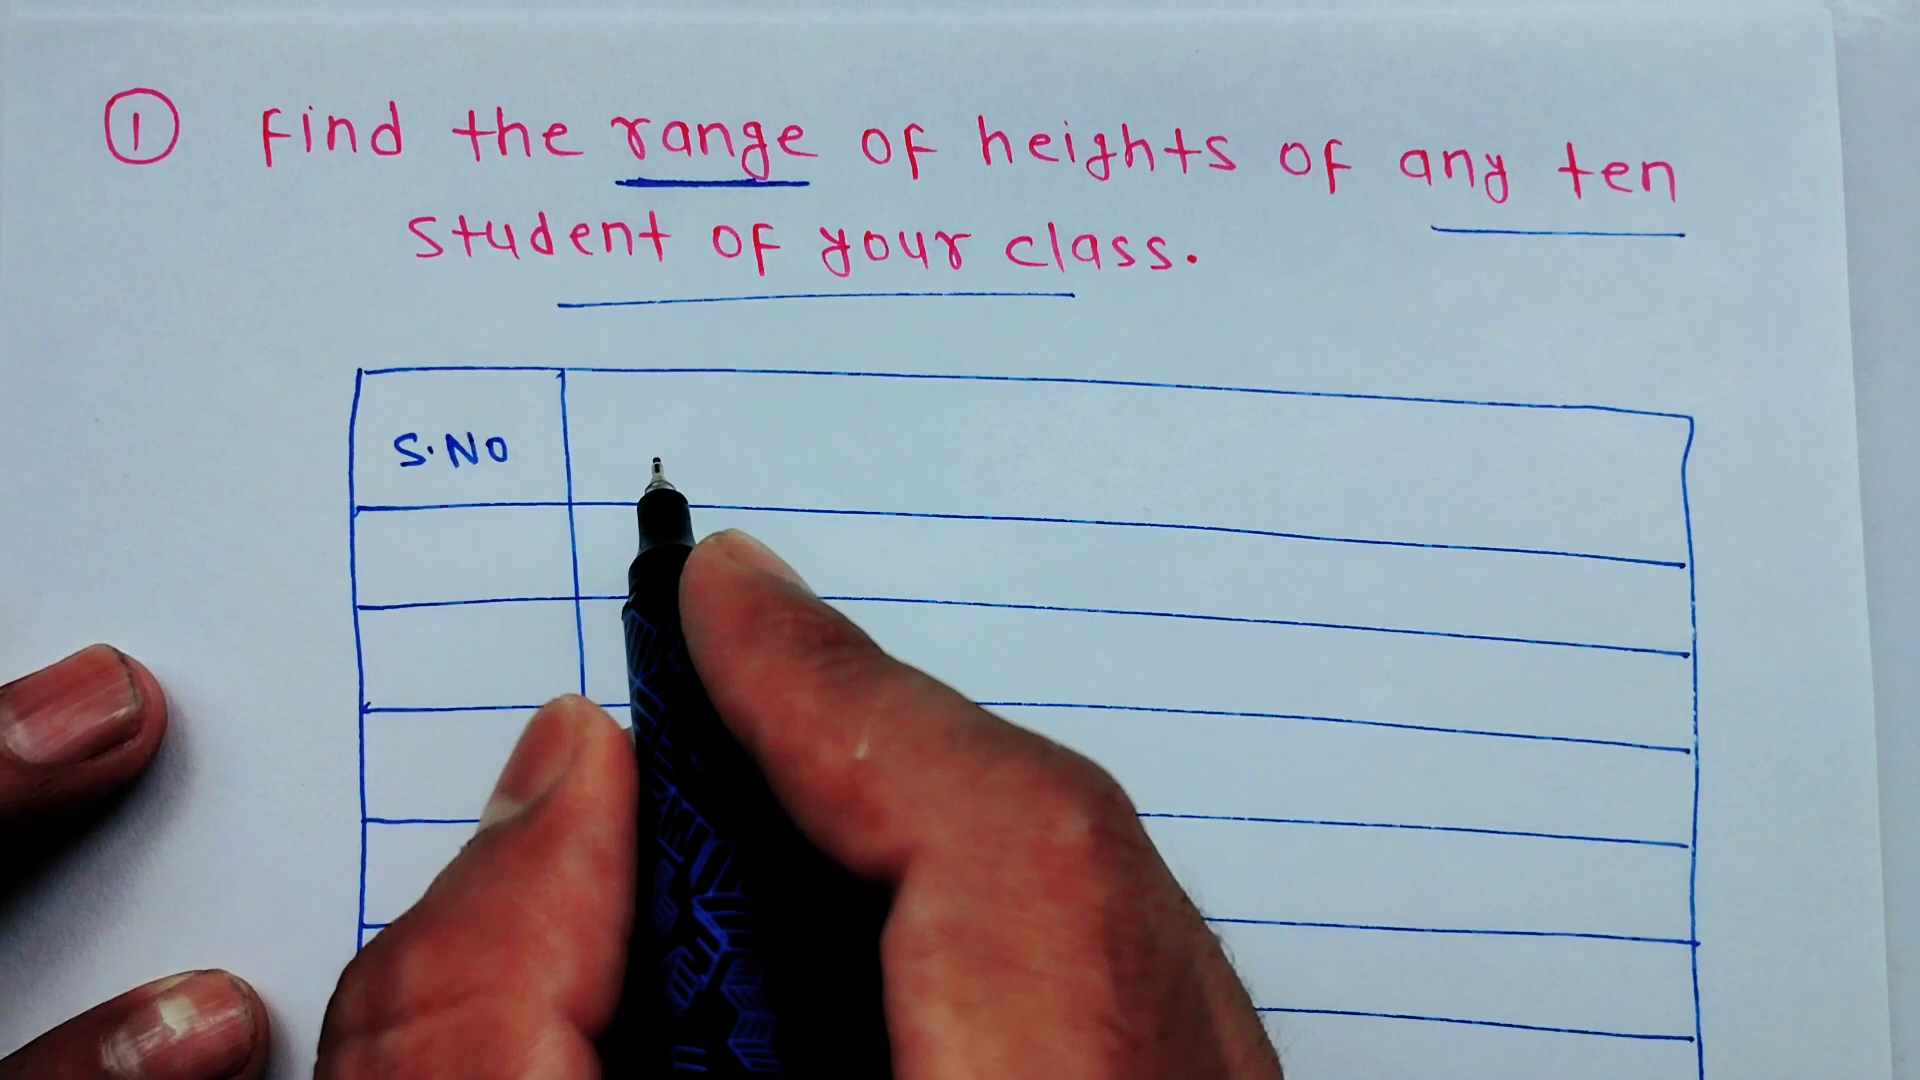 1 Find the range of heights of any ten
student of your class.
S.NO